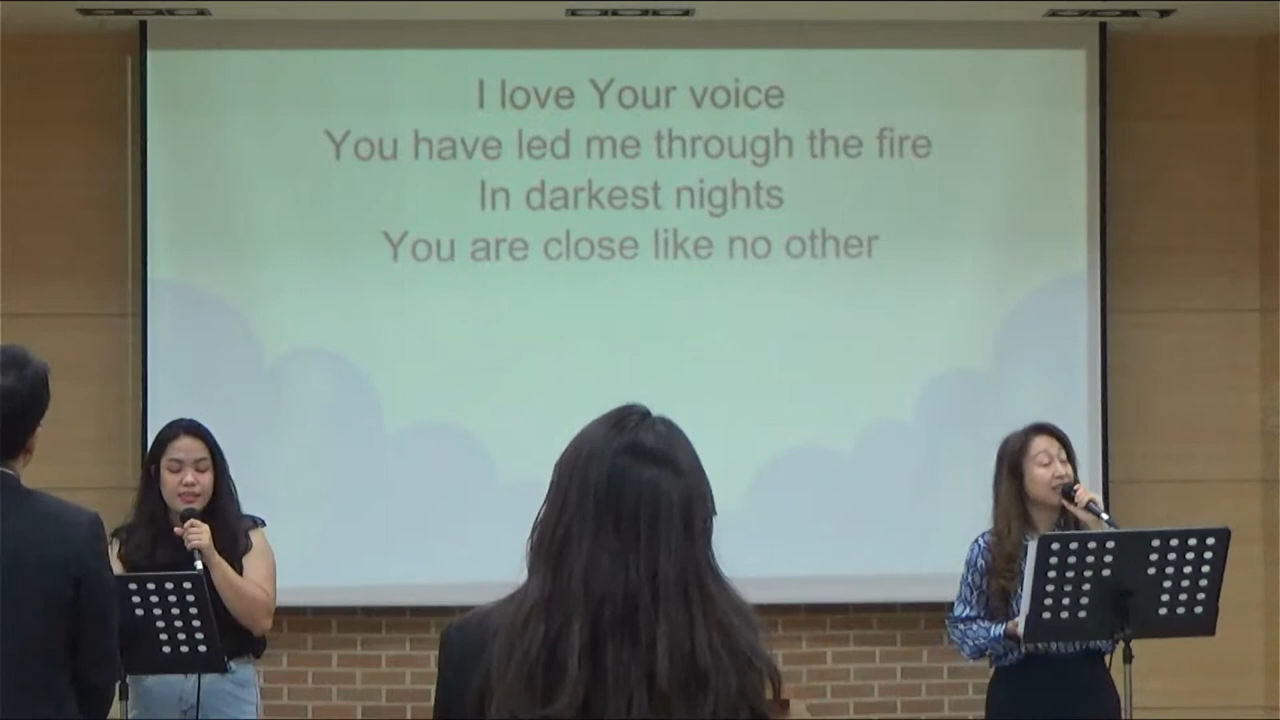 I love Your voice
You have led me through the fire
In darkest nights
You are close like no other